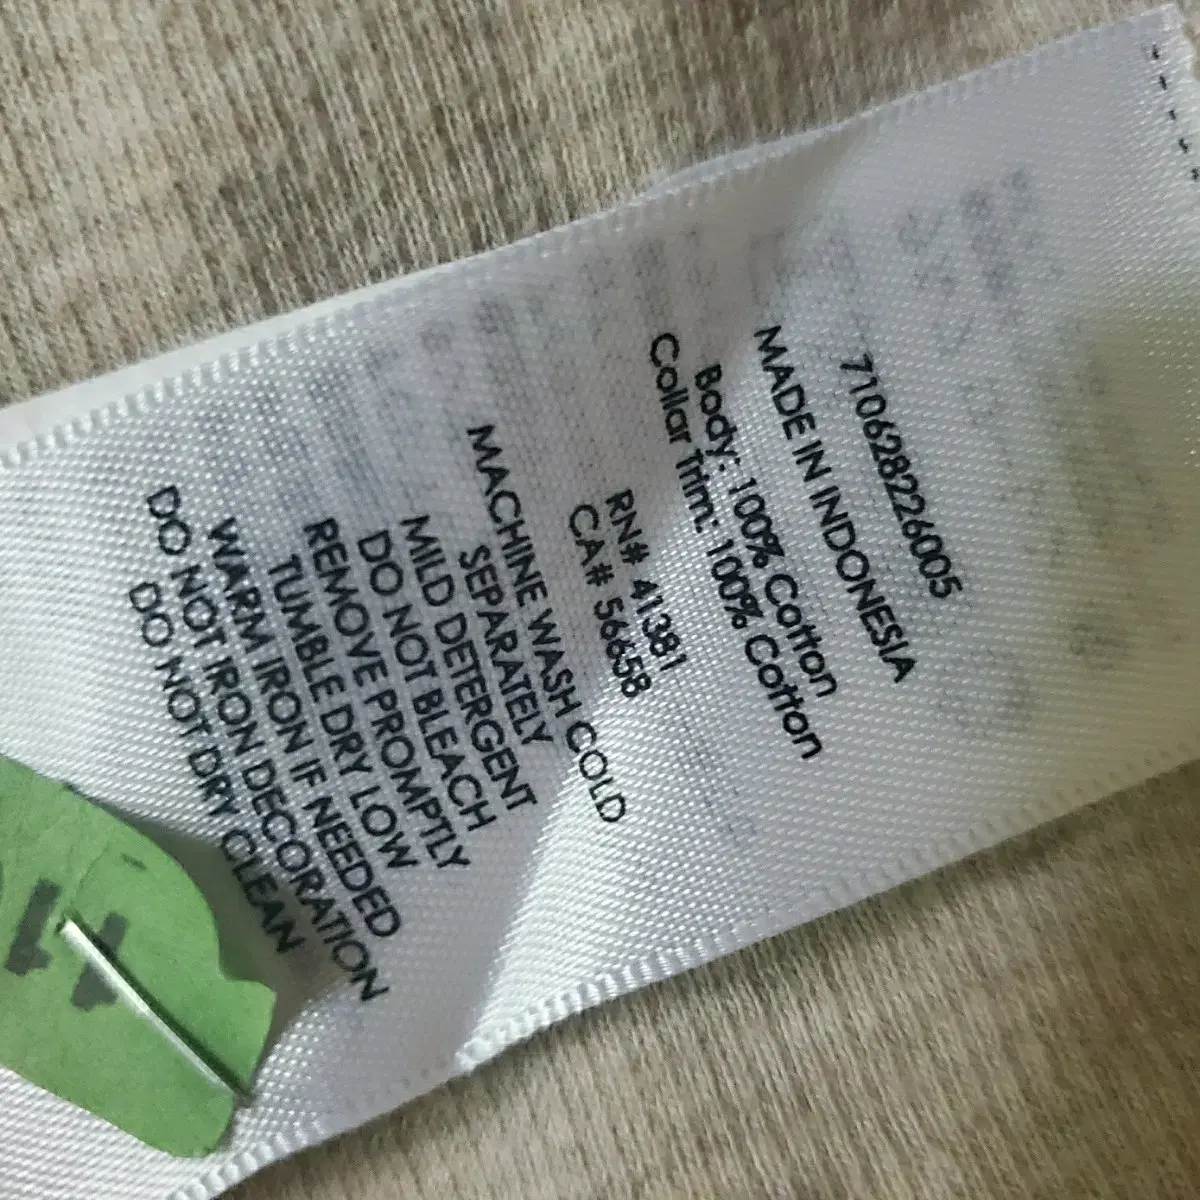 710628226005
MADE IN INDONESIA
Body: 100% Cotton
Collar Trim: 100% Cotton
RN# 41381
CA# 56658
MACHINE WASH COLD
SEPARATELY
MILD DETERGENT
DO NOT BLEACH
REMOVE PROMPTLY
TUMBLE DRY LOW
WARM IRON IF NEEDED
DO NOT IRON DECORATION
DO NOT DRY CLEAN